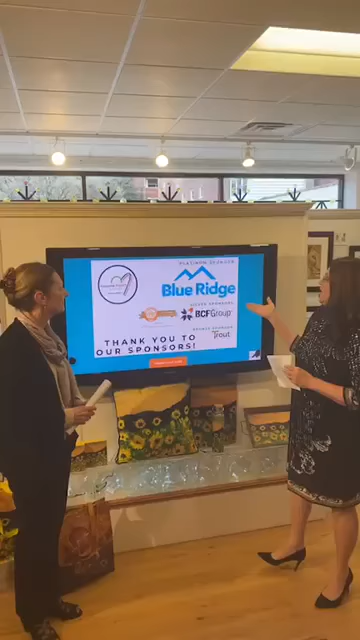 PLATINUM SPONSOR
Blue Ridge
SILVER SPONSORS
BCFGroup
BRONZE SPONSOR
Trout
THANK YOU TO
OUR SPONSORS!